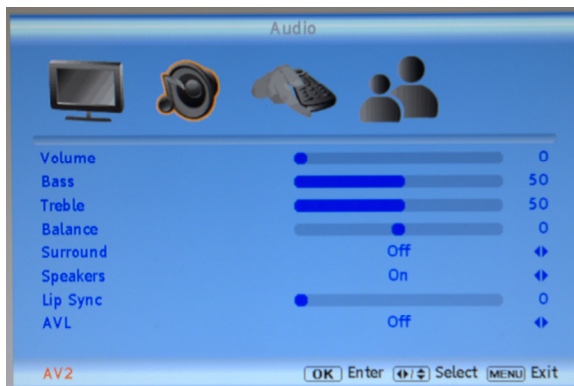 Audio
Volume 0
Bass 50
Treble 50
Balance 0
Surround Off
Speakers On
Lip Sync 0
AVL Off
AV2 OK Enter Select MENU Exit